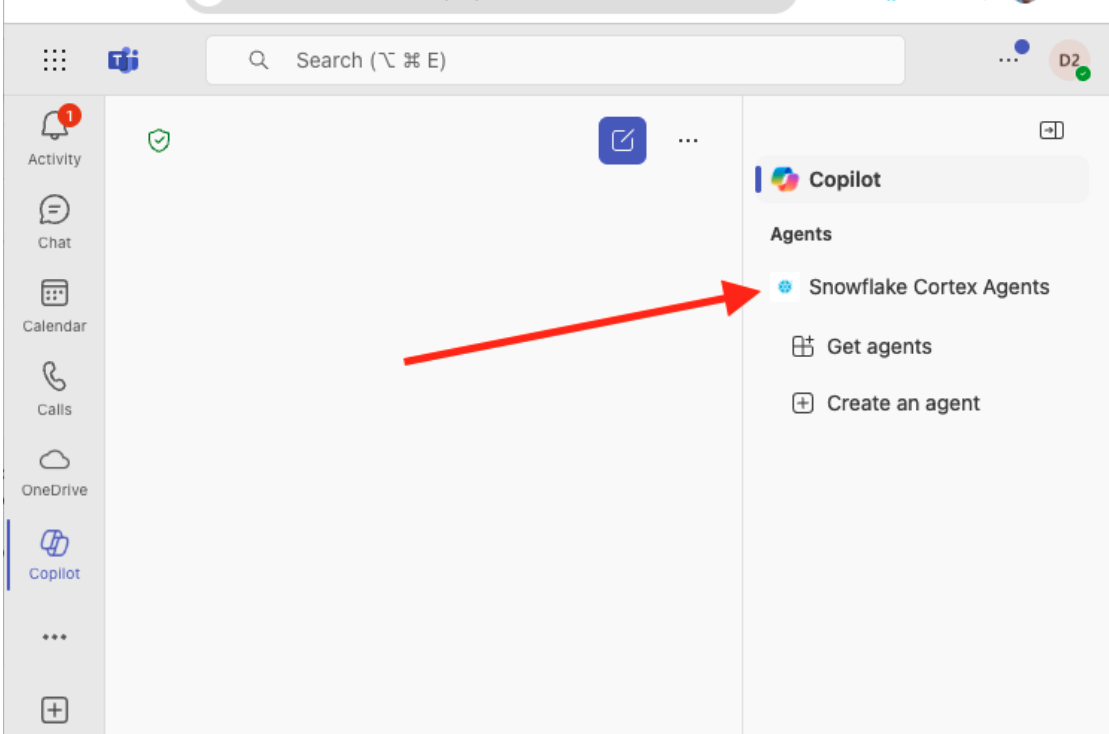 Search (⌥ ⌘ E)
D2
1
Activity
Chat
Calendar
Calls
OneDrive
Copilot
Copilot
Agents
Snowflake Cortex Agents
Get agents
Create an agent